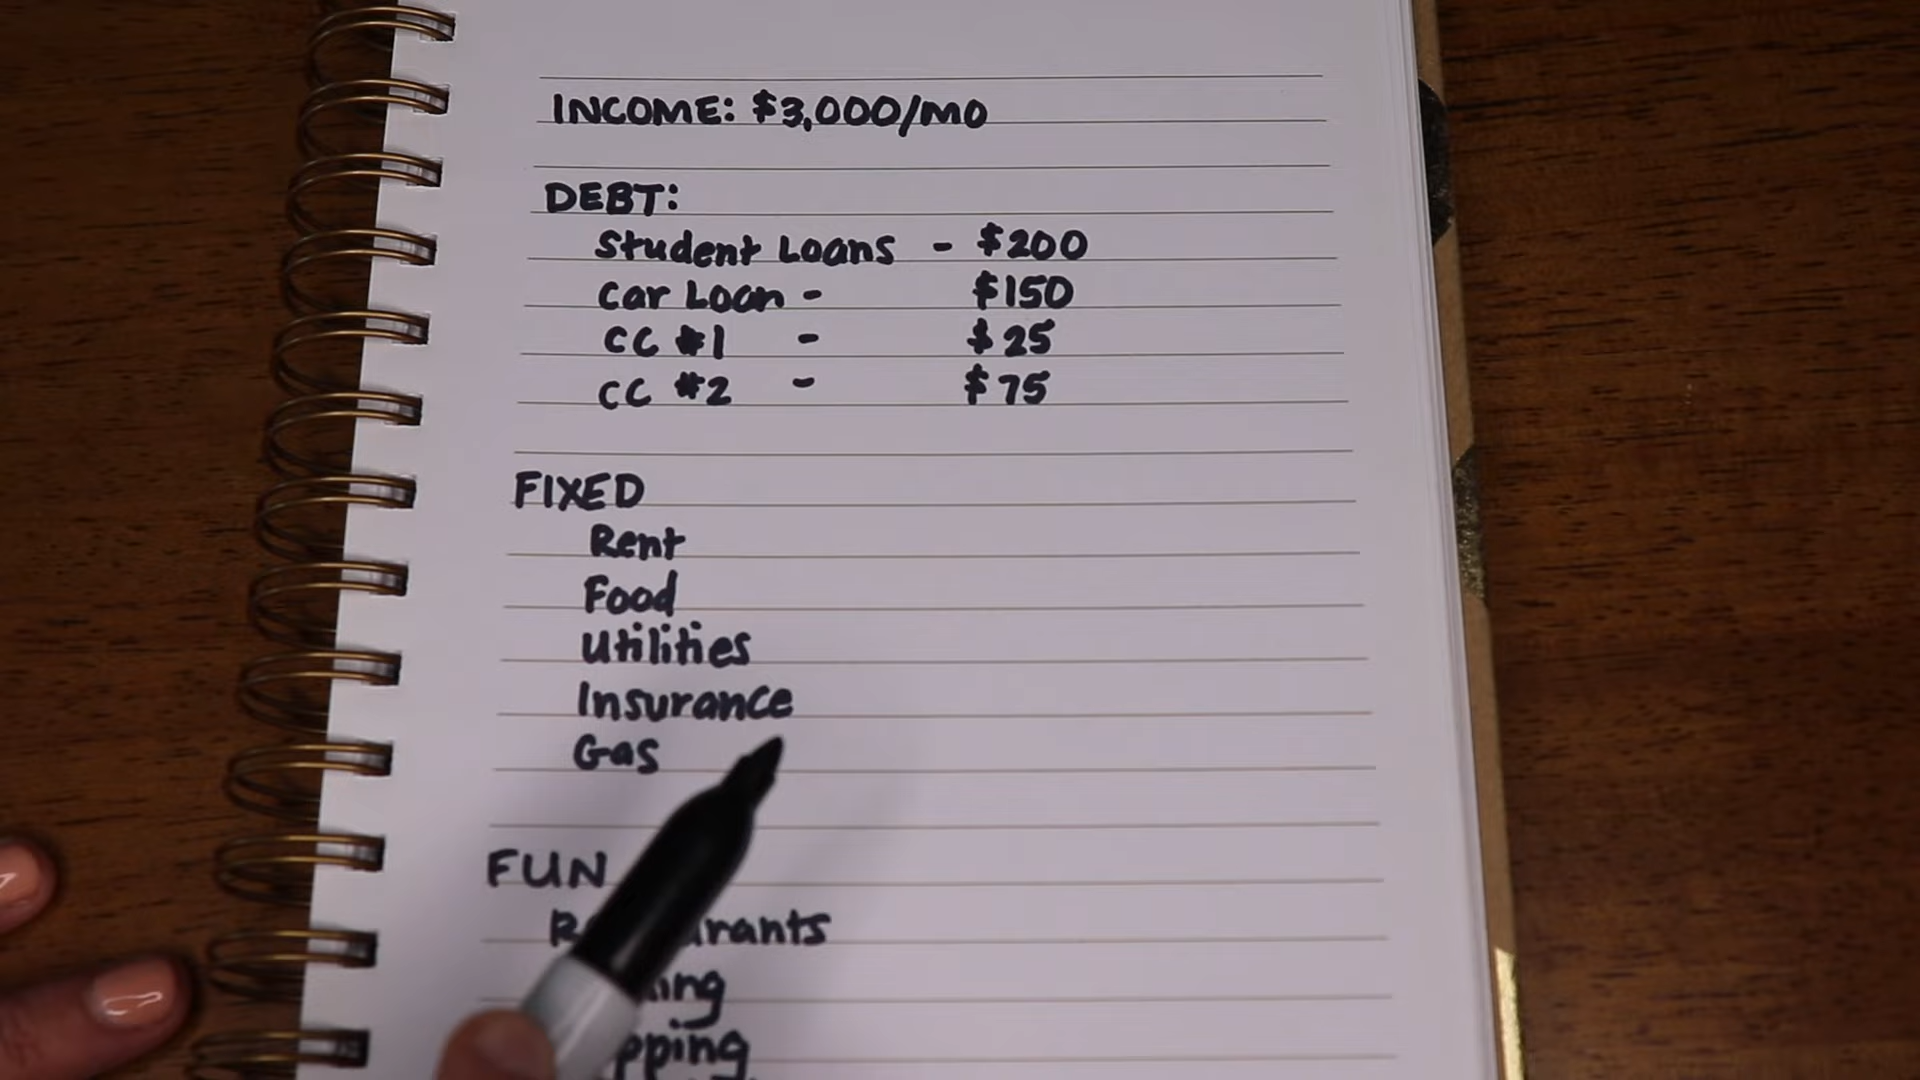 INCOME: $3,000/MO
DEBT:
Student Loans - $200
Car Loan - $150
CC #1 - $25
CC #2 - $75
FIXED
Rent
Food
Utilities
Insurance
Gas
FUN